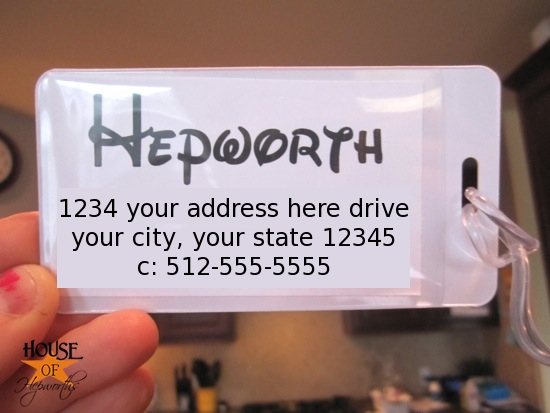 HEPWORTH
1234 your address here drive
your city, your state 12345
c: 512-555-5555
HOUSE
OF
Hepworths